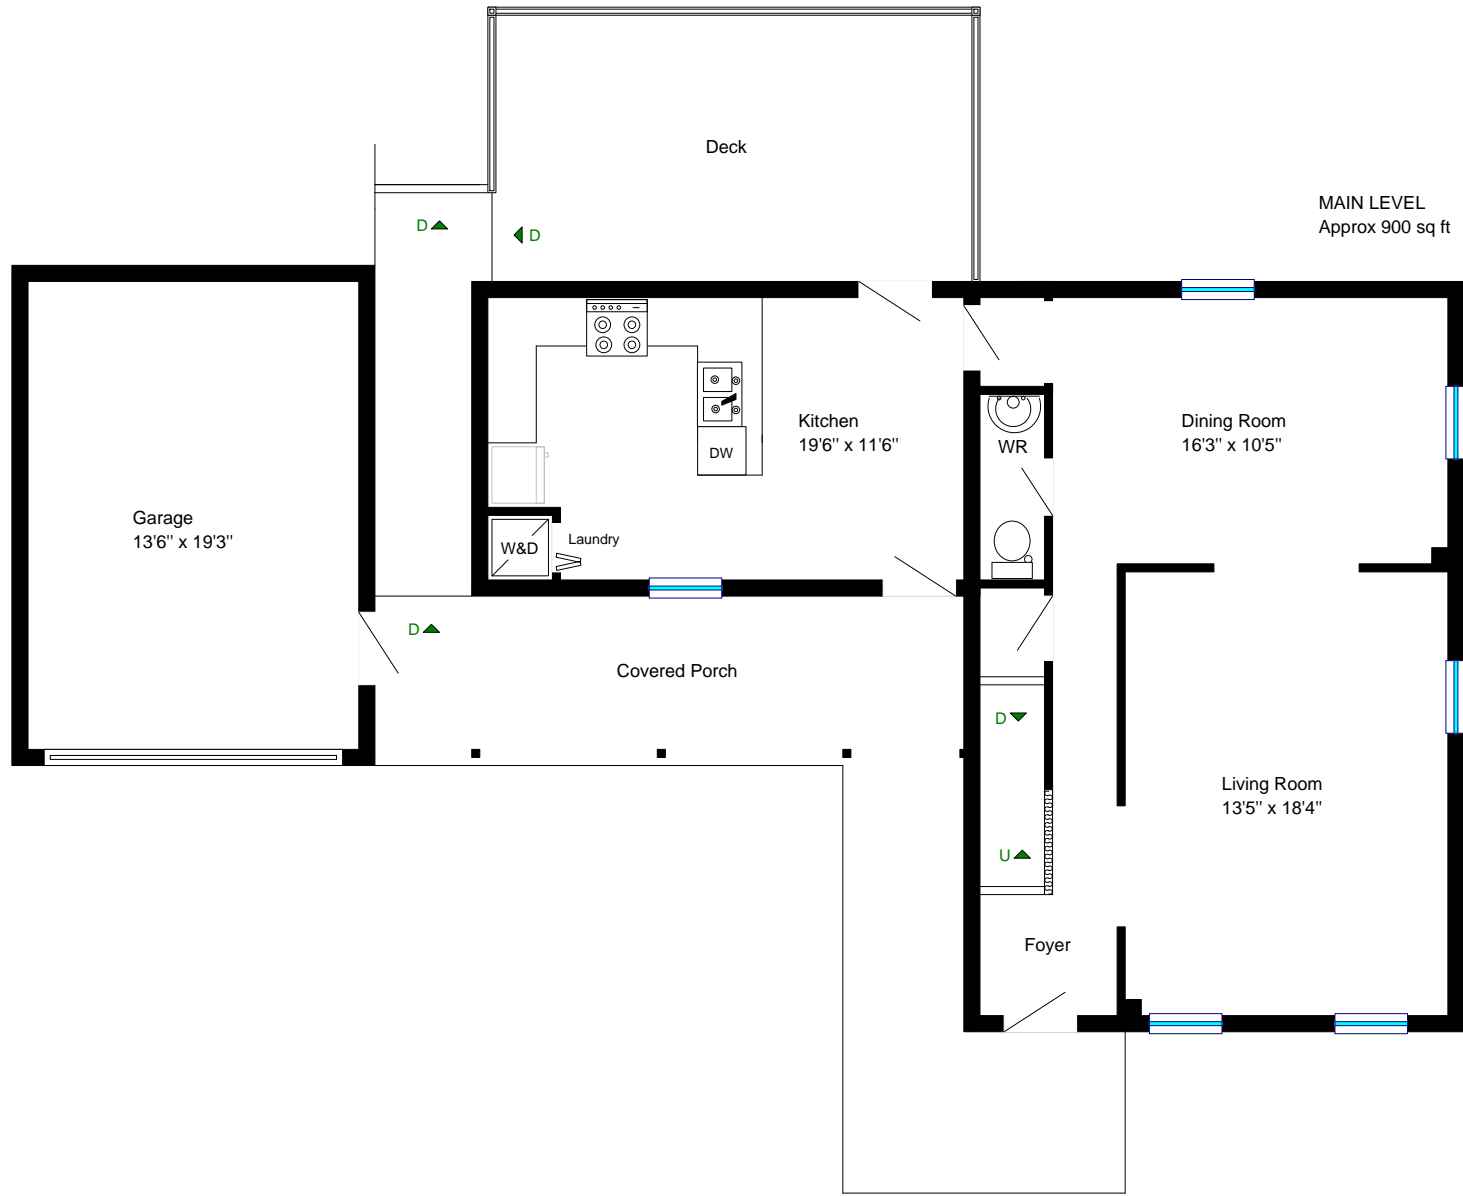 Deck
MAIN LEVEL
Approx 900 sq ft
D
D
Kitchen
19'6" x 11'6"
DW
WR
Dining Room
16'3" x 10'5"
Garage
13'6" x 19'3"
W&D
Laundry
D
Covered Porch
D
U
Living Room
13'5" x 18'4"
Foyer